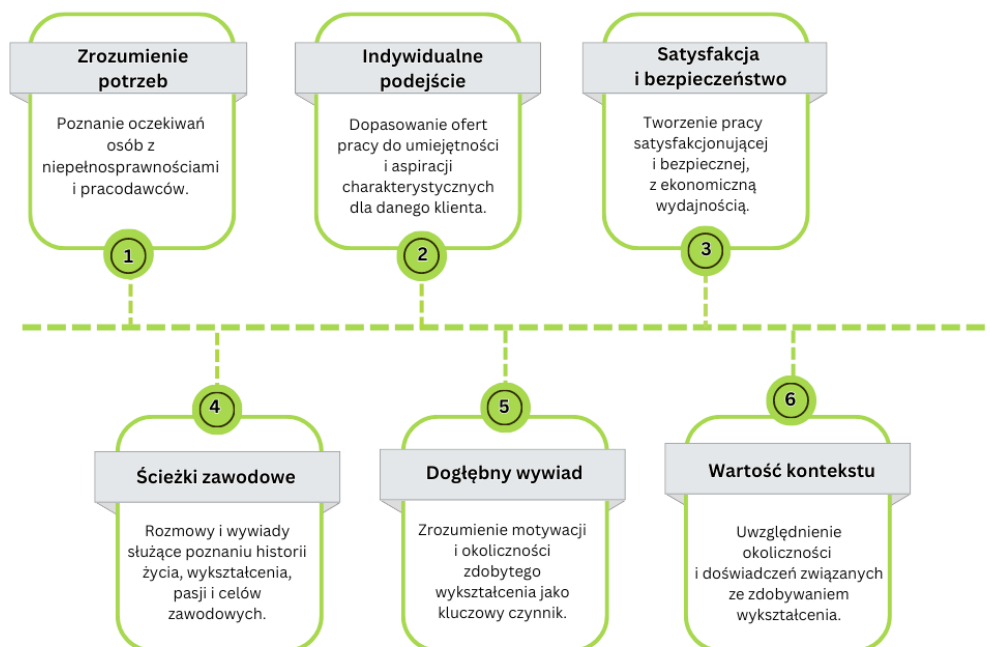 Zrozumienie
potrzeb
Poznanie oczekiwań
osób z
niepełnosprawnościami
i pracodawców.
1
Indywidualne
podejście
Dopasowanie ofert
pracy do umiejętności
i aspiracji
charakterystycznych
dla danego klienta.
2
Satysfakcja
i bezpieczeństwo
Tworzenie pracy
satysfakcjonującej
i bezpiecznej,
z ekonomiczną
wydajnością.
3
4
Ścieżki zawodowe
Rozmowy i wywiady
służące poznaniu historii
życia, wykształcenia,
pasji i celów
zawodowych.
5
Dogłębny wywiad
Zrozumienie motywacji
i okoliczności
zdobytego
wykształcenia jako
kluczowy czynnik.
6
Wartość kontekstu
Uwzględnienie
okoliczności
i doświadczeń związanych
ze zdobywaniem
wykształcenia.